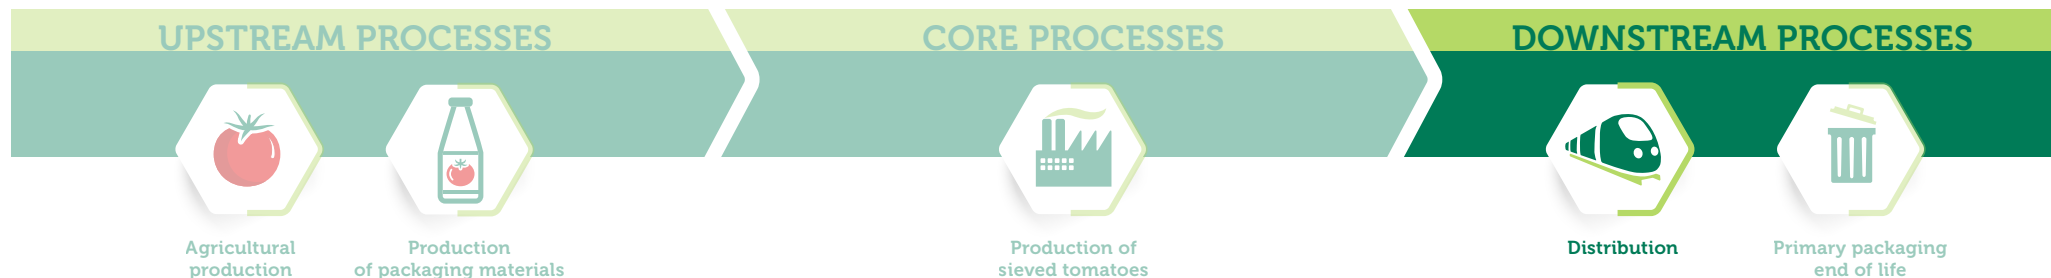 UPSTREAM PROCESSES
CORE PROCESSES
DOWNSTREAM PROCESSES
Agricultural
production
Production
of packaging materials
Production of
sieved tomatoes
Distribution
Primary packaging
end of life